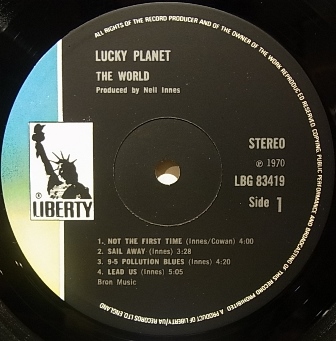 ALL RIGHTS OF THE RECORD PRODUCER AND OF THE OWNER OF THE WORK REPRODUCED RESERVED COPYING, PUBLIC PERFORMANCE AND BROADCASTING OF THIS RECORD PROHIBITED
LUCKY PLANET
THE WORLD
Produced by Neil Innes
STEREO
℗ 1970
LBG 83419
Side 1
LIBERTY
1. NOT THE FIRST TIME (Innes/Cowan) 4:00
2. SAIL AWAY (Innes) 3:28
3. 9-5 POLLUTION BLUES (Innes) 4:20
4. LEAD US (Innes) 5:05
Bron Music
A PRODUCT OF LIBERTY/UA RECORDS LTD. ENGLAND